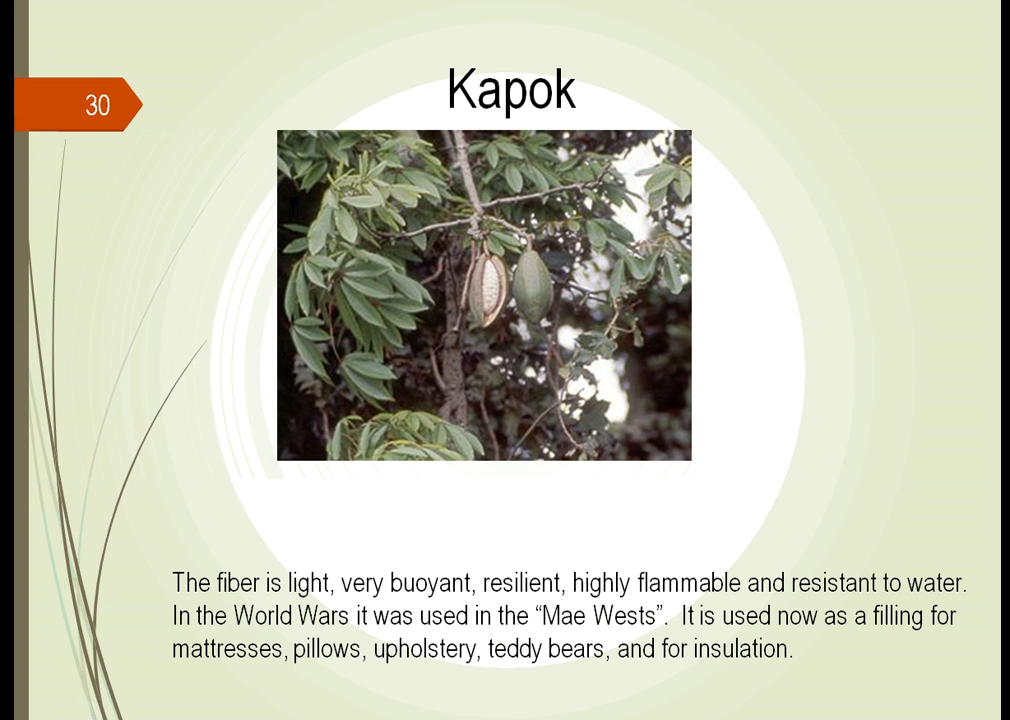 Kapok
30
The fiber is light, very buoyant, resilient, highly flammable and resistant to water.
In the World Wars it was used in the “Mae Wests”.  It is used now as a filling for
mattresses, pillows, upholstery, teddy bears, and for insulation.